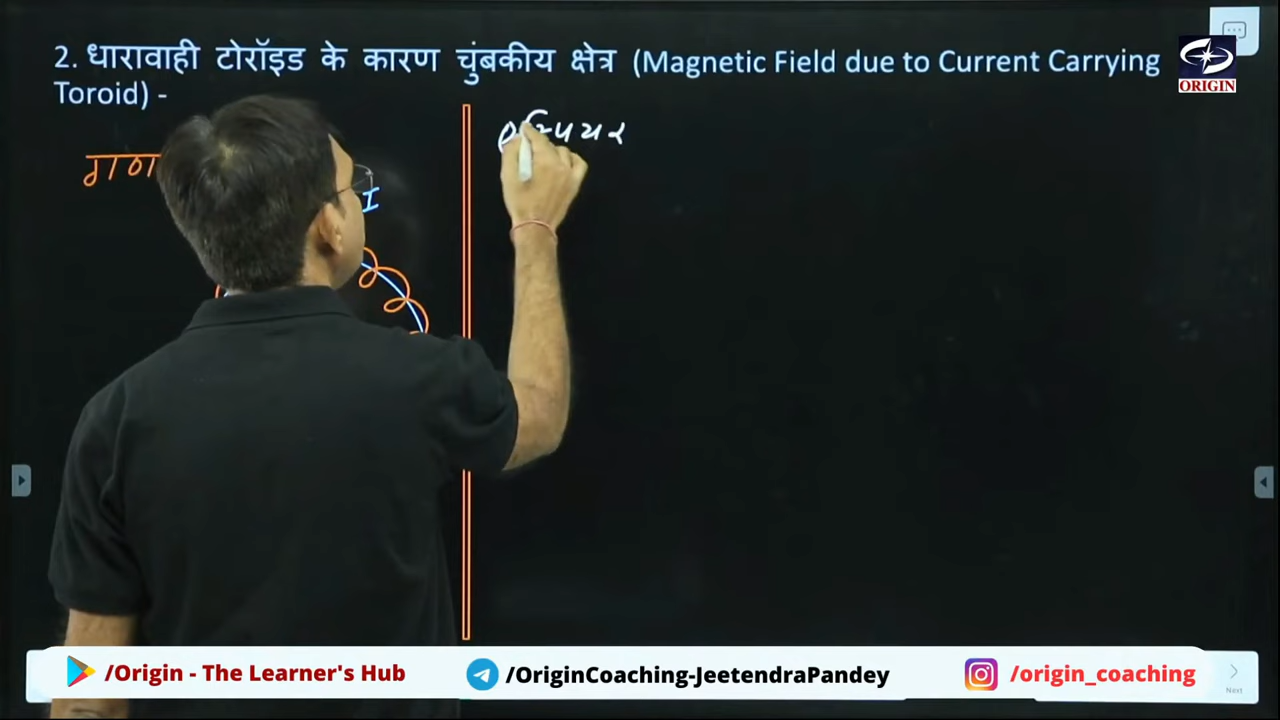 2. धारावाही टोरॉइड के कारण चुंबकीय क्षेत्र (Magnetic Field due to Current Carrying
Toroid) -
ORIGIN
I
/Origin - The Learner's Hub
/OriginCoaching-JeetendraPandey
/origin_coaching
Next